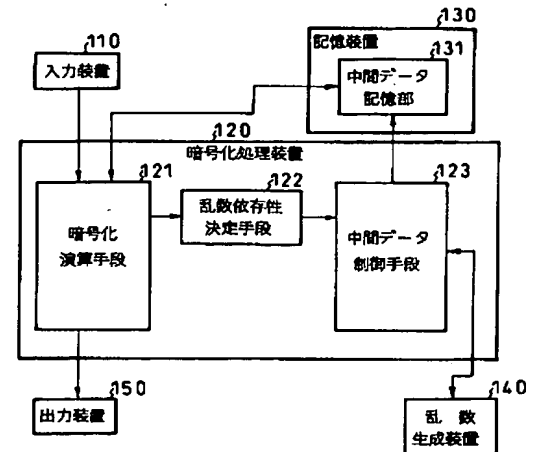 130
記憶装置
131
中間データ
記憶部
110
入力装置
120
暗号化処理装置
121
暗号化
演算手段
122
乱数依存性
決定手段
123
中間データ
制御手段
150
出力装置
140
乱数
生成装置